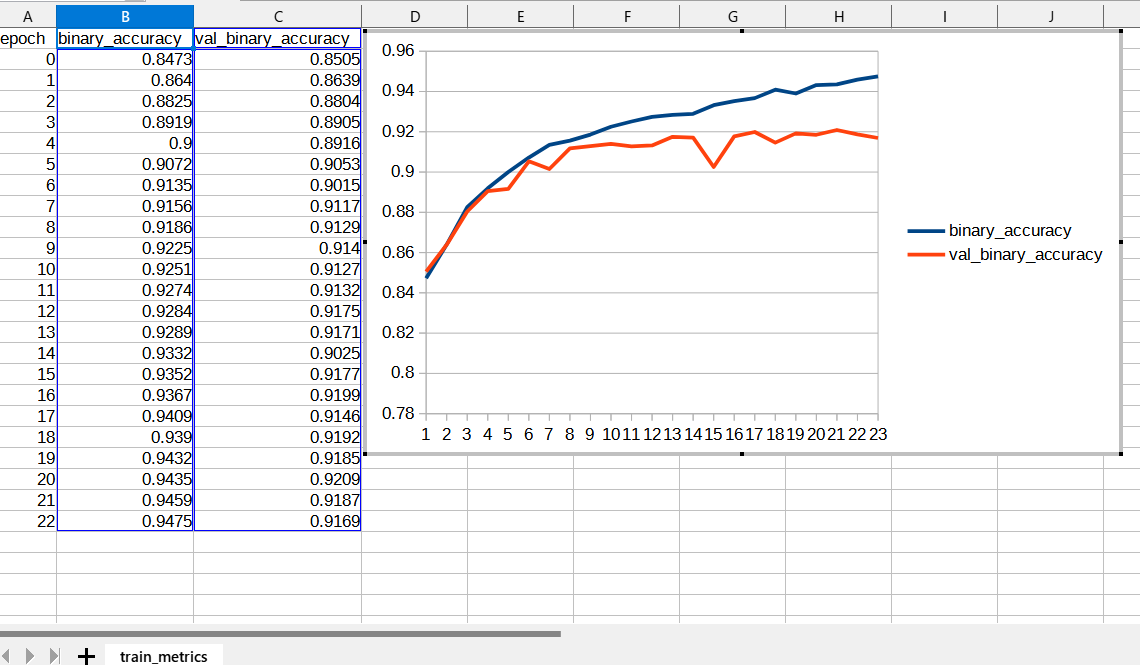 A B C D E F G H I J
epoch binary_accuracy val_binary_accuracy
0 0.8473 0.8505
1 0.864 0.8639
2 0.8825 0.8804
3 0.8919 0.8905
4 0.9 0.8916
5 0.9072 0.9053
6 0.9135 0.9015
7 0.9156 0.9117
8 0.9186 0.9129
9 0.9225 0.914
10 0.9251 0.9127
11 0.9274 0.9132
12 0.9284 0.9175
13 0.9289 0.9171
14 0.9332 0.9025
15 0.9352 0.9177
16 0.9367 0.9199
17 0.9409 0.9146
18 0.939 0.9192
19 0.9432 0.9185
20 0.9435 0.9209
21 0.9459 0.9187
22 0.9475 0.9169
0.96
0.94
0.92
0.9
0.88
0.86
0.84
0.82
0.8
0.78
1 2 3 4 5 6 7 8 9 10 11 12 13 14 15 16 17 18 19 20 21 22 23
binary_accuracy
val_binary_accuracy
train_metrics